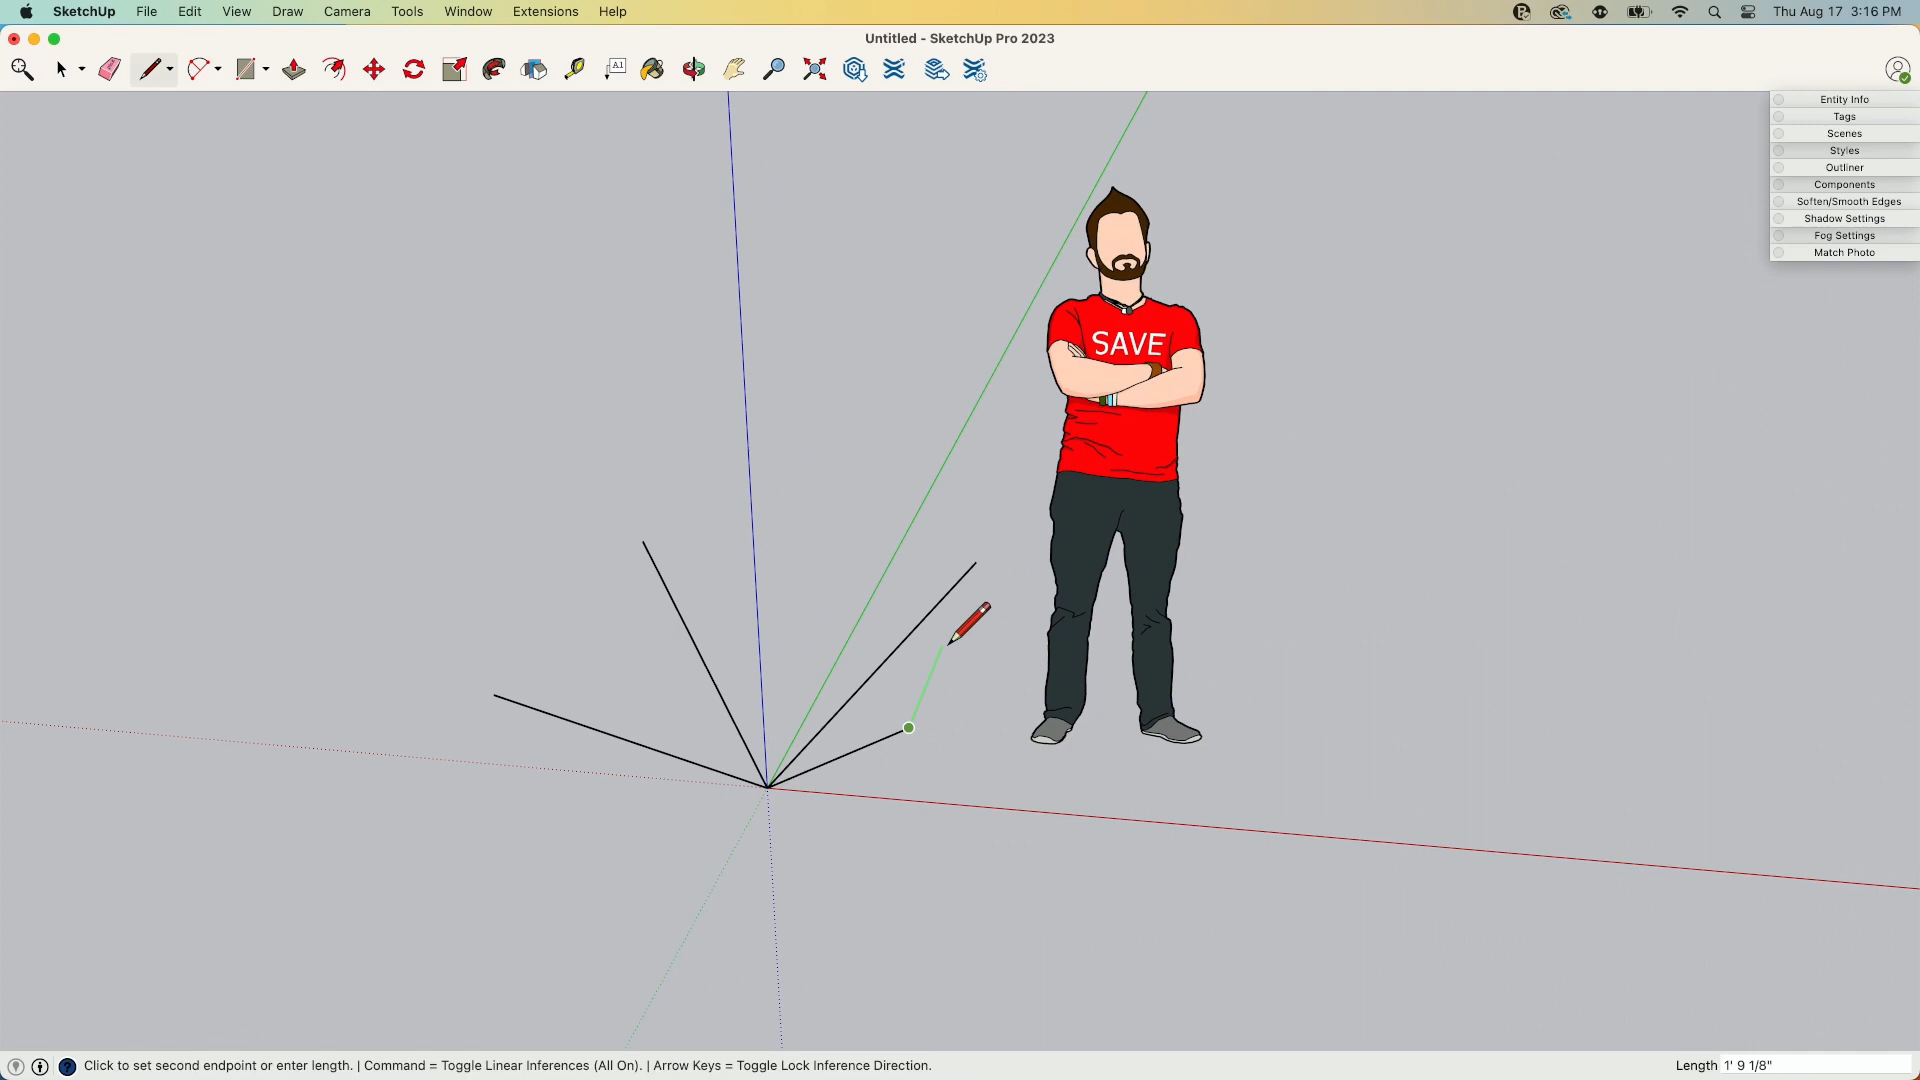 SketchUp File Edit View Draw Camera Tools Window Extensions Help Thu Aug 17 3:16 PM
Untitled - SketchUp Pro 2023
A1
Entity Info
Tags
Scenes
Styles
Outliner
Components
Soften/Smooth Edges
Shadow Settings
Fog Settings
Match Photo
SAVE
Click to set second endpoint or enter length. | Command = Toggle Linear Inferences (All On). | Arrow Keys = Toggle Lock Inference Direction. Length 1' 9 1/8"